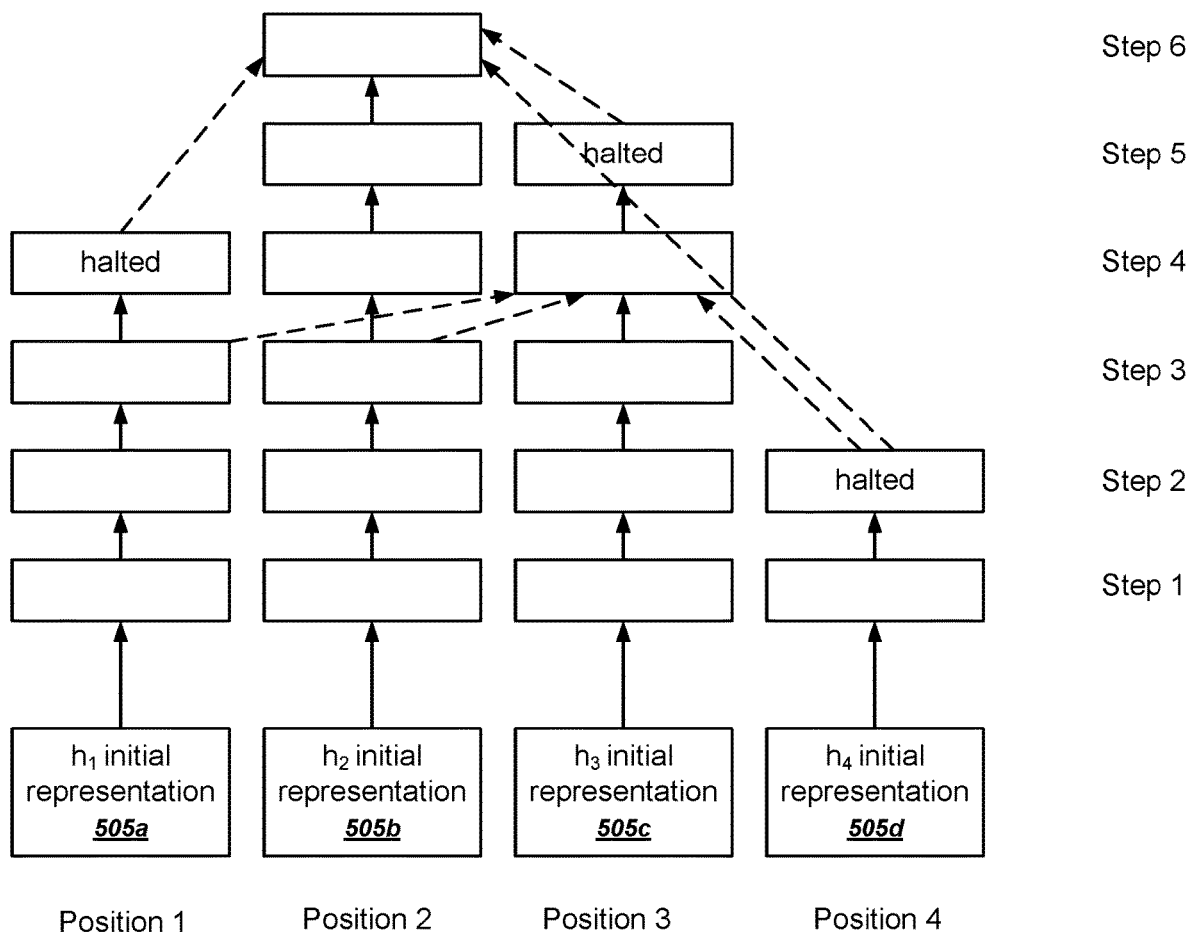 Step 6
halted
Step 5
halted
Step 4
Step 3
halted
Step 2
Step 1
h₁ initial
representation
505a
h₂ initial
representation
505b
h₃ initial
representation
505c
h₄ initial
representation
505d
Position 1
Position 2
Position 3
Position 4